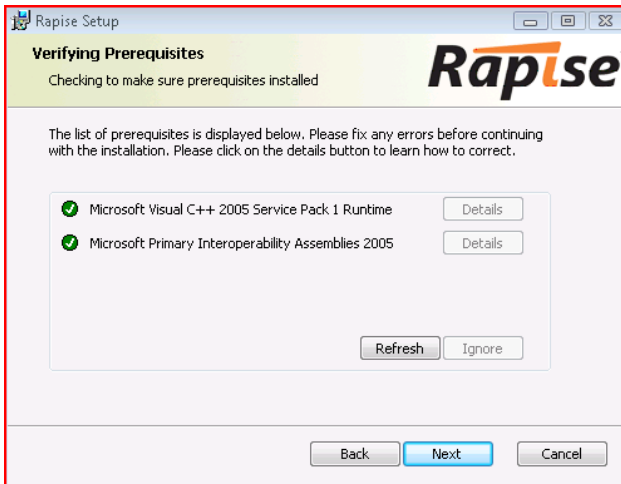 Rapise Setup
Verifying Prerequisites
Checking to make sure prerequisites installed
Rapise
The list of prerequisites is displayed below. Please fix any errors before continuing
with the installation. Please click on the details button to learn how to correct.
Microsoft Visual C++ 2005 Service Pack 1 Runtime
Details
Microsoft Primary Interoperability Assemblies 2005
Details
Refresh
Ignore
Back
Next
Cancel